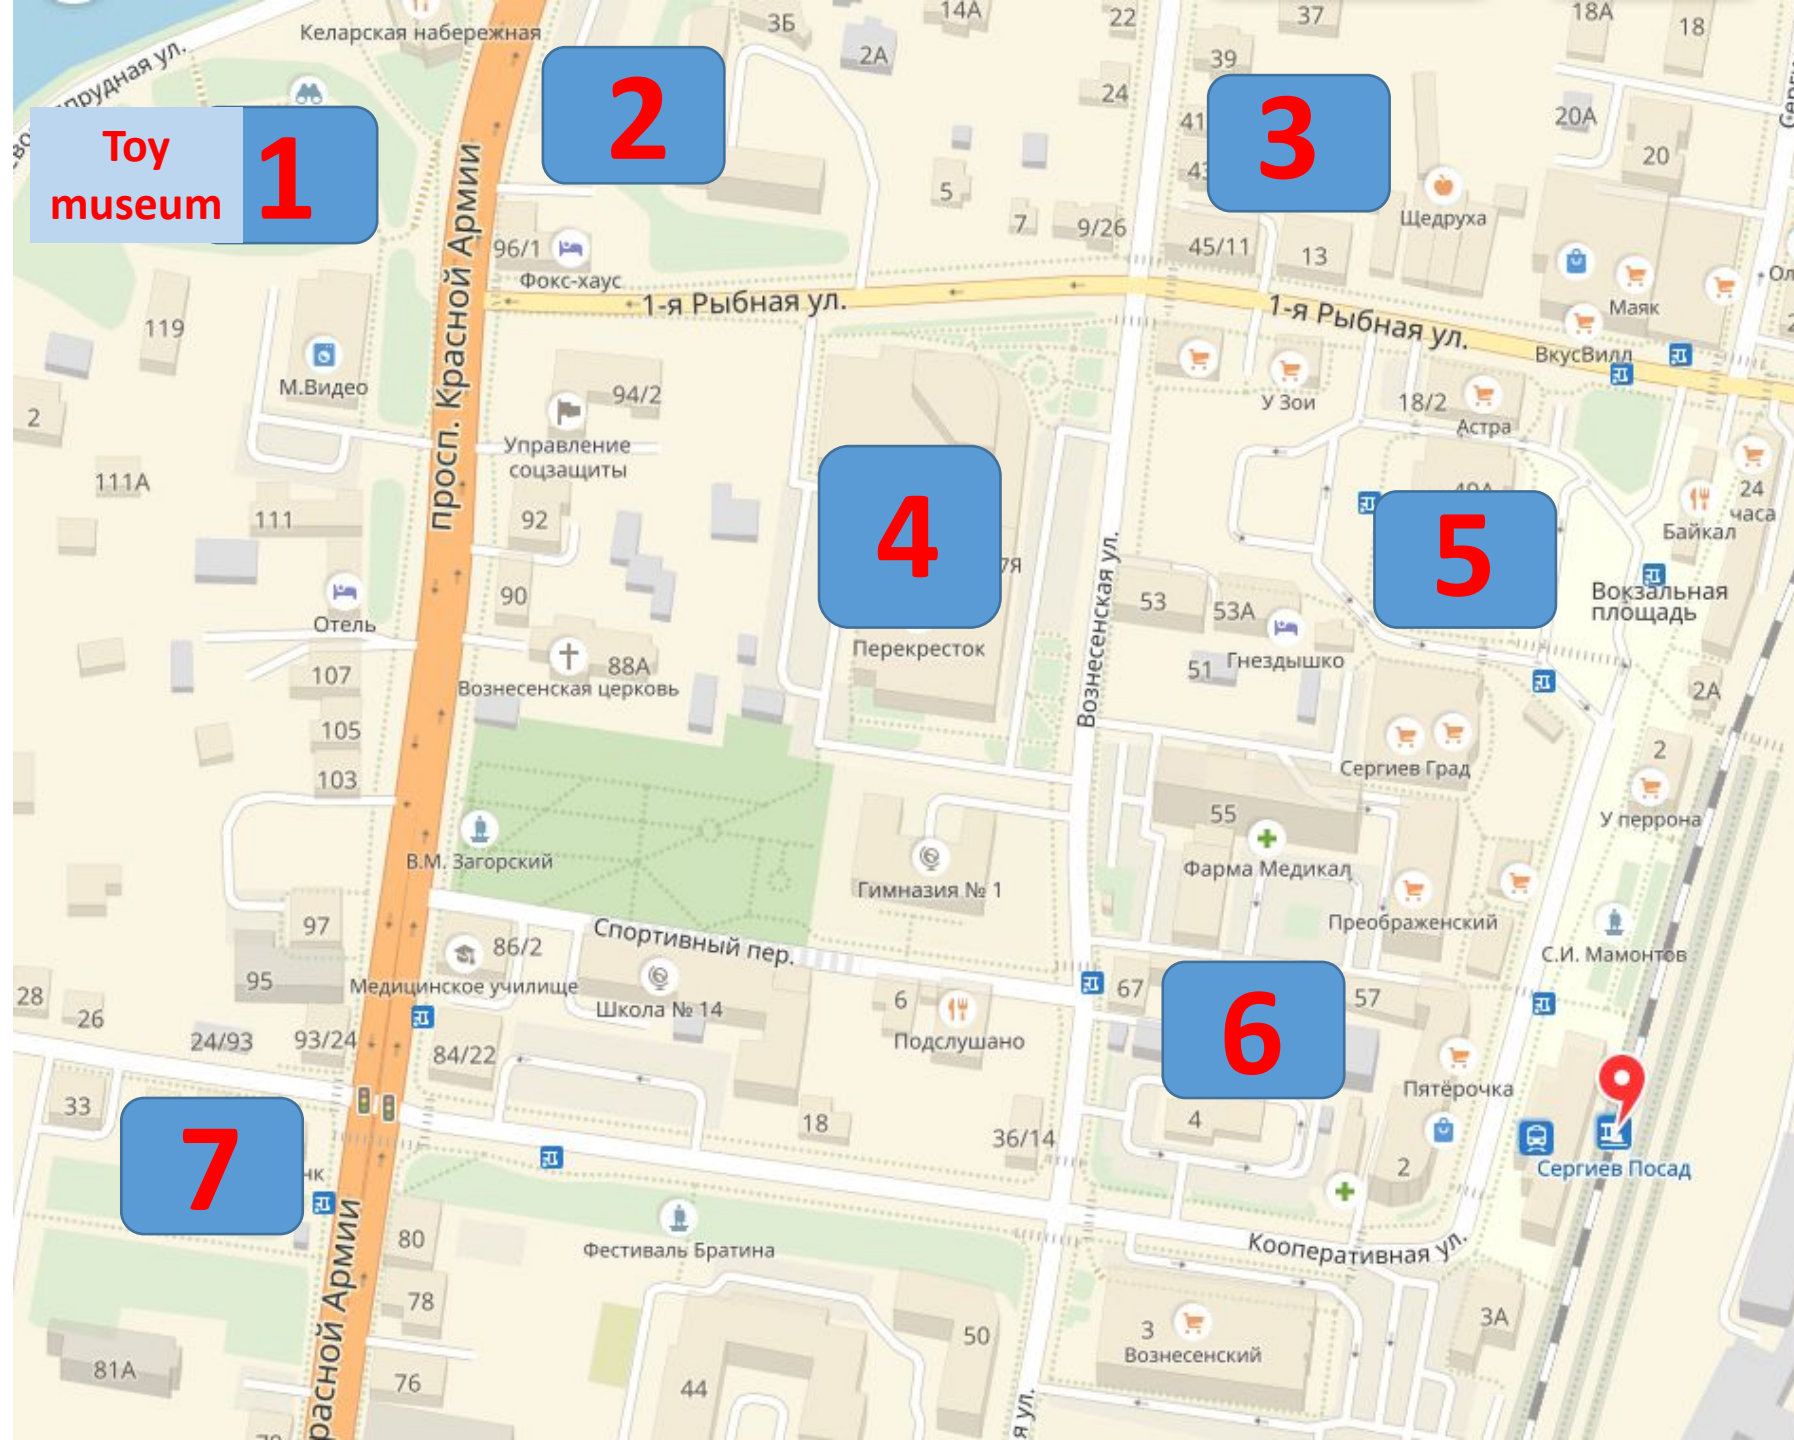 Келарская набережная
3Б
14А
2А
22
37
18А
18
39
24
20А
20
2
3
41
Toy
museum
1
просп. Красной Армии
5
7
9/26
45/11
13
Щедруха
96/1
Фокс-хаус
1-я Рыбная ул.
1-я Рыбная ул.
Маяк
ВкусВилл
119
М.Видео
2
94/2
Управление
соцзащиты
У Зои
18/2
Астра
111А
111
92
4
5
24
часа
Байкал
Вокзальная
площадь
90
Отель
107
105
103
88А
Вознесенская церковь
Перекресток
Вознесенская ул.
53
53А
51
Гнездышко
2А
2
Сергиев Град
У перрона
55
Фарма Медикал
В.М. Загорский
Гимназия № 1
Преображенский
С.И. Мамонтов
97
95
86/2
Медицинское училище
Спортивный пер.
Школа № 14
6
Подслушано
67
6
57
28
26
24/93
93/24
84/22
Пятёрочка
33
7
18
36/14
4
2
Сергиев Посад
80
78
76
Фестиваль Братина
Кооперативная ул.
81А
44
50
3
Вознесенский
3А